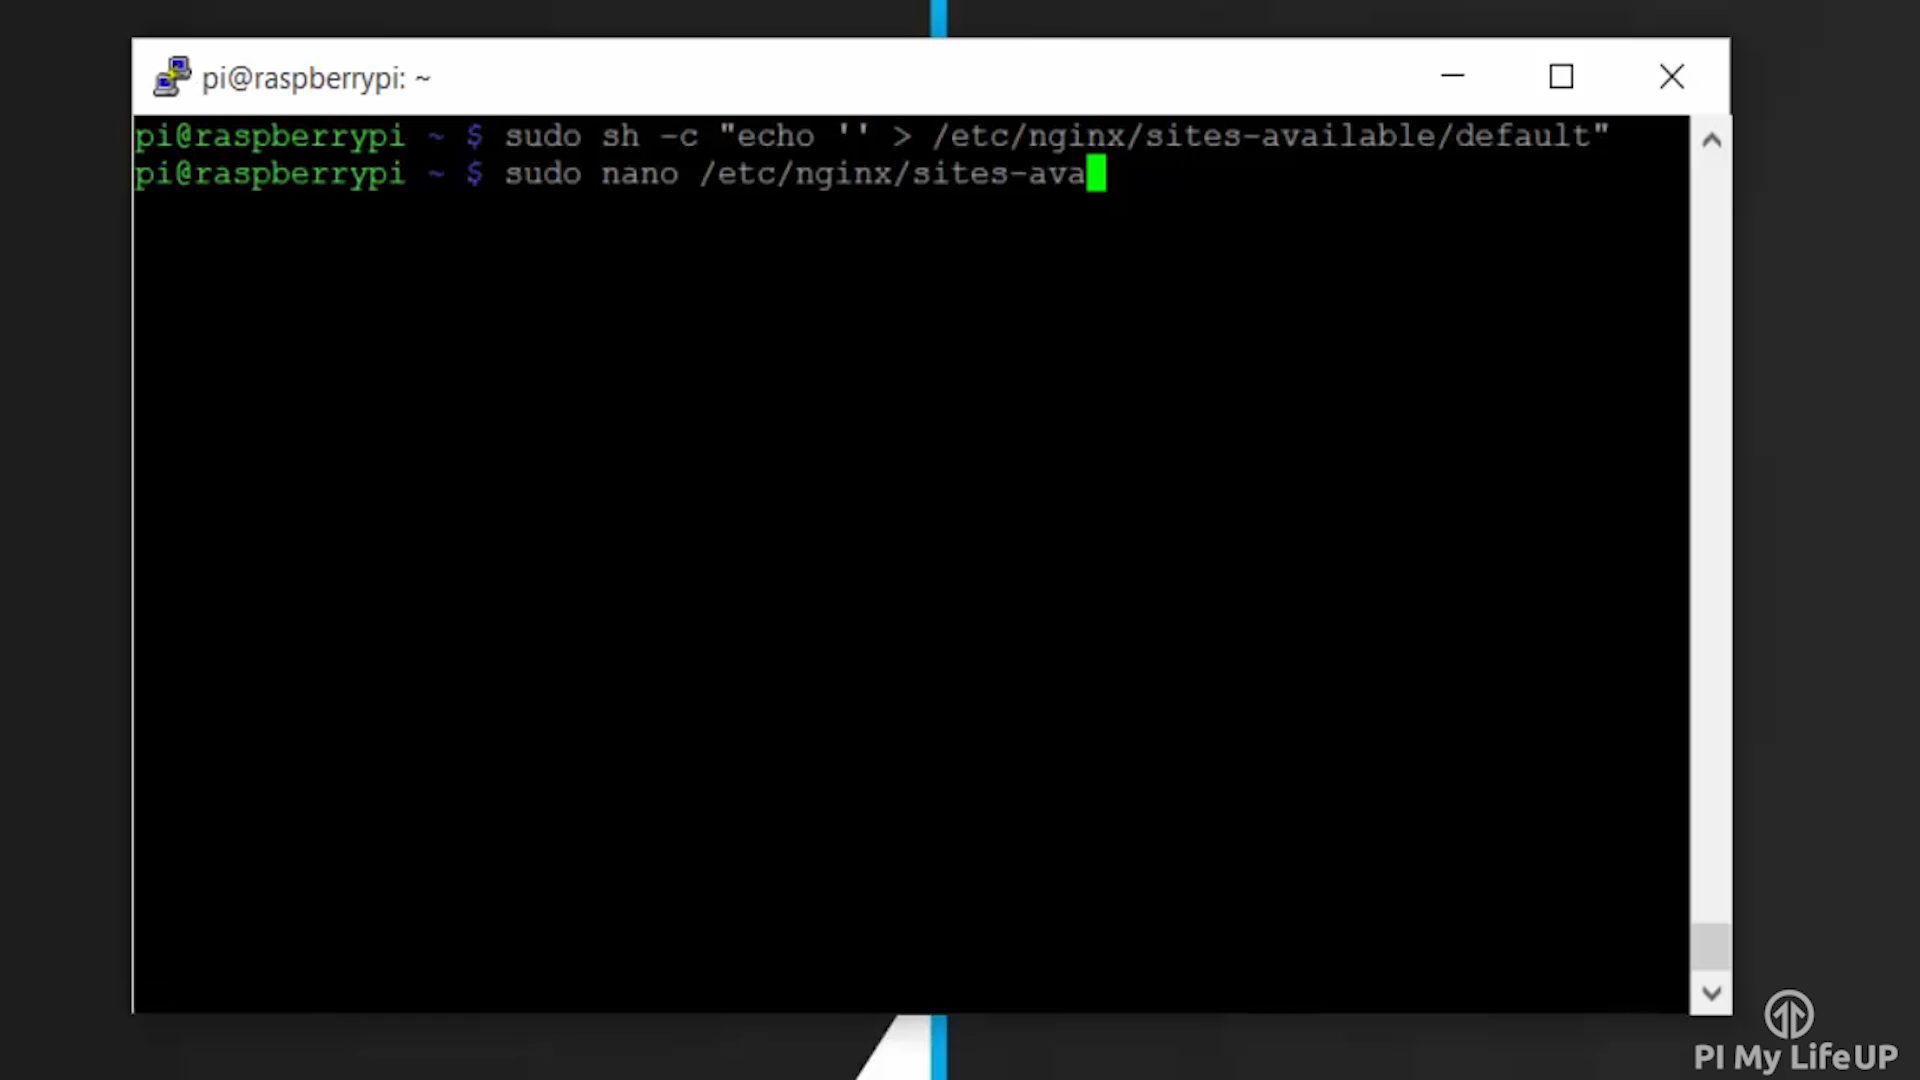 pi@raspberrypi: ~
pi@raspberrypi ~ $ sudo sh -c "echo '' > /etc/nginx/sites-available/default"
pi@raspberrypi ~ $ sudo nano /etc/nginx/sites-ava
PI My LifeUP